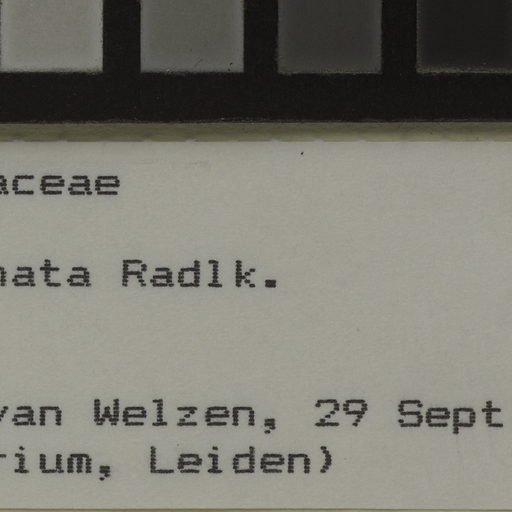 aceae
nata Radlk.
van Welzen, 29 Sept
rium, Leiden)